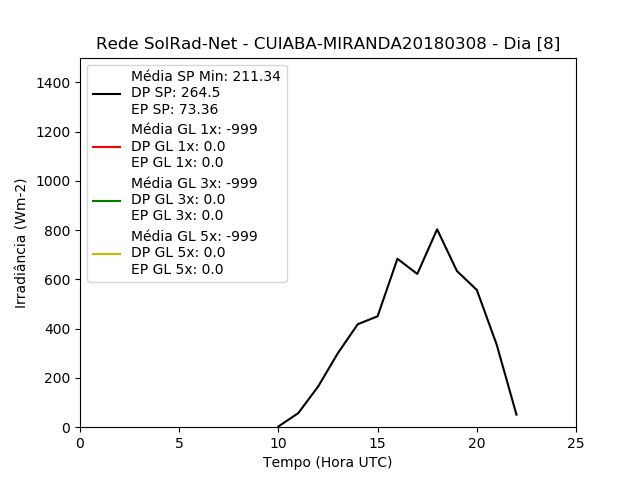 Rede SolRad-Net - CUIABA-MIRANDA20180308 - Dia [8]
Média SP Min: 211.34
DP SP: 264.5
EP SP: 73.36
Média GL 1x: -999
DP GL 1x: 0.0
EP GL 1x: 0.0
Média GL 3x: -999
DP GL 3x: 0.0
EP GL 3x: 0.0
Média GL 5x: -999
DP GL 5x: 0.0
EP GL 5x: 0.0
Irradiância (Wm-2)
1400
1200
1000
800
600
400
200
0
0 5 10 15 20 25
Tempo (Hora UTC)